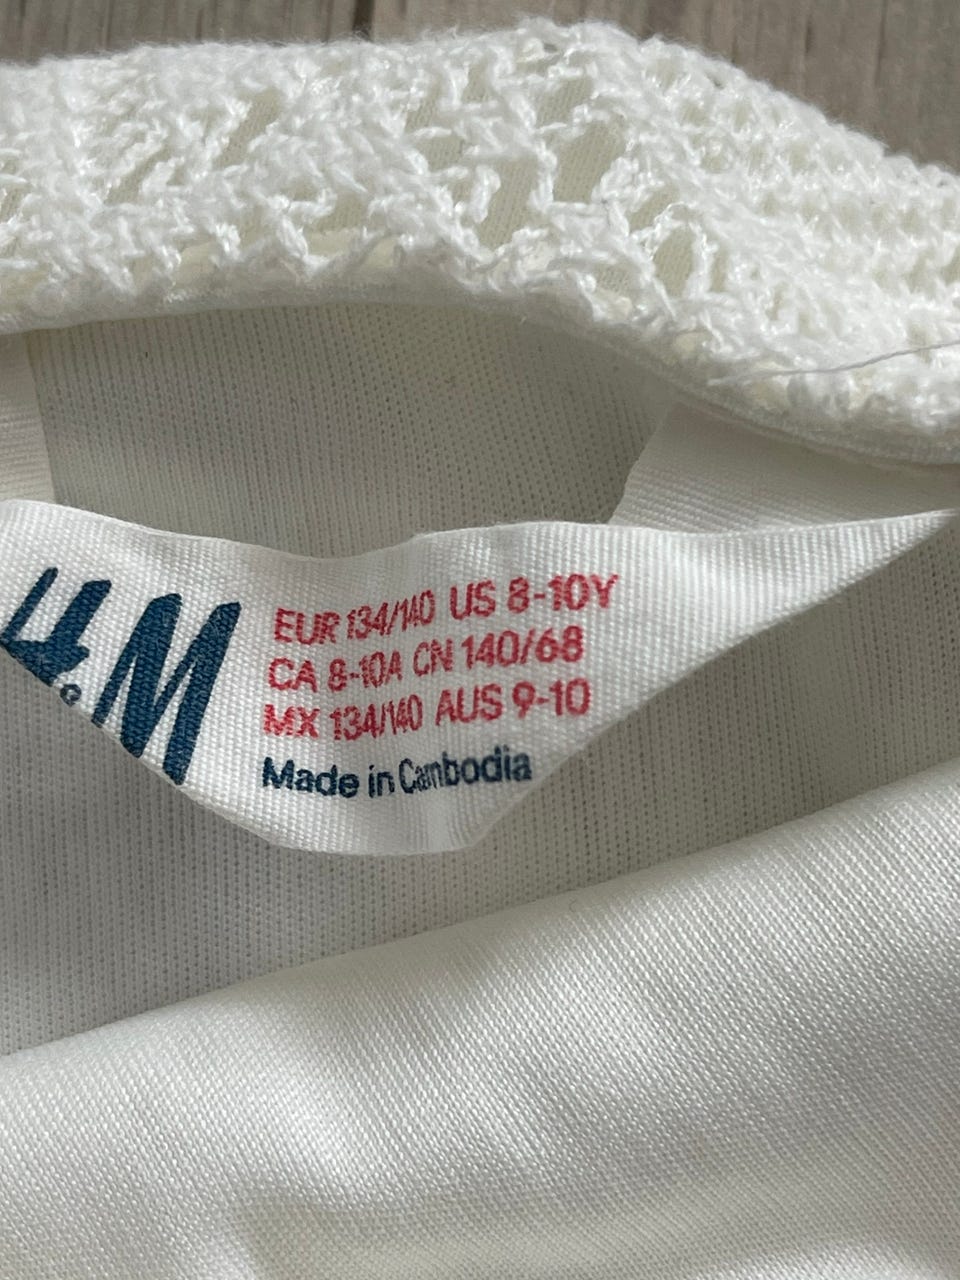 H&M
EUR 134/140 US 8-10Y
CA 8-10A CN 140/68
MX 134/140 AUS 9-10
Made in Cambodia